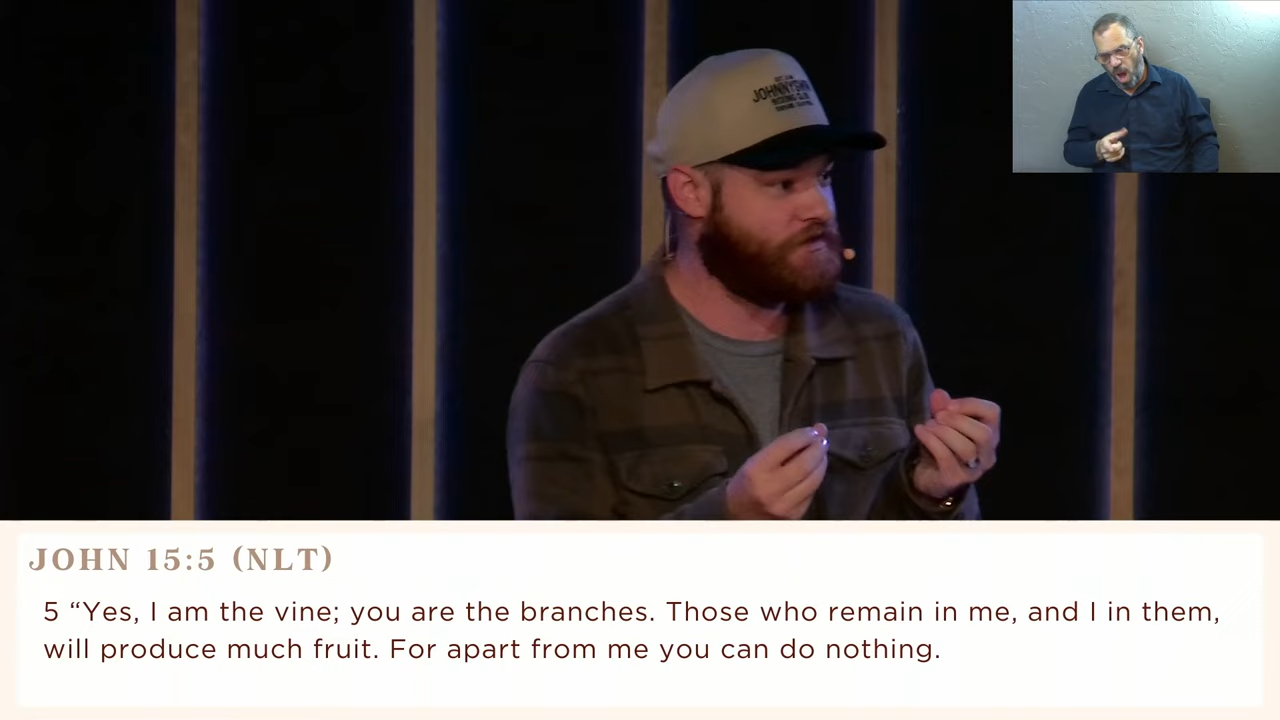 JOHN 15:5 (NLT)
5 “Yes, I am the vine; you are the branches. Those who remain in me, and I in them,
will produce much fruit. For apart from me you can do nothing.